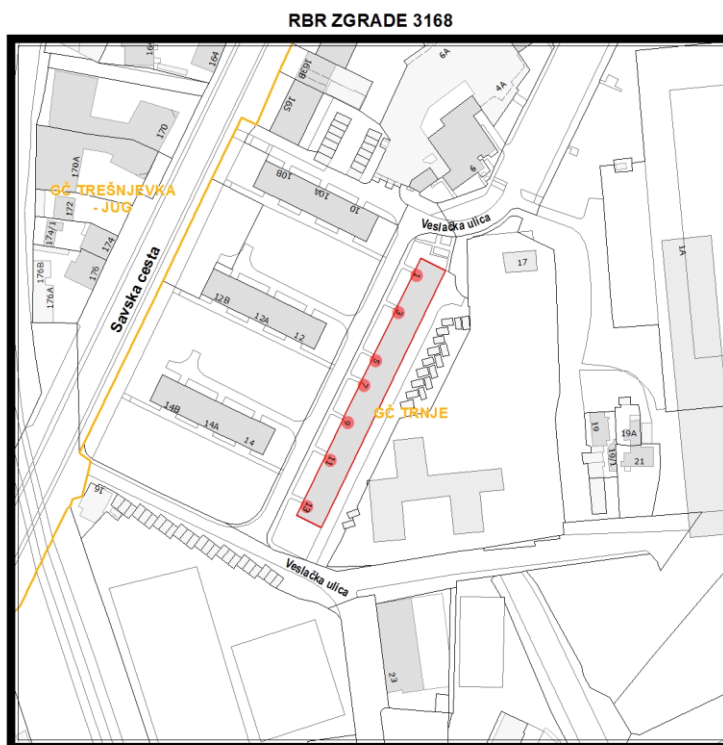 RBR ZGRADE 3168
164
163B
6A
4A
165
170
170A
GČ TREŠNJEVKA
- JUG
172
174/1
174
176B
176
176A
Savska cesta
10B
10A
10
6
Veslačka ulica
17
1A
12B
12A
12
1
3
5
7
9
11
13
GČ TRNJE
14B
14A
14
19
19A
19/1
21
16
Veslačka ulica
23